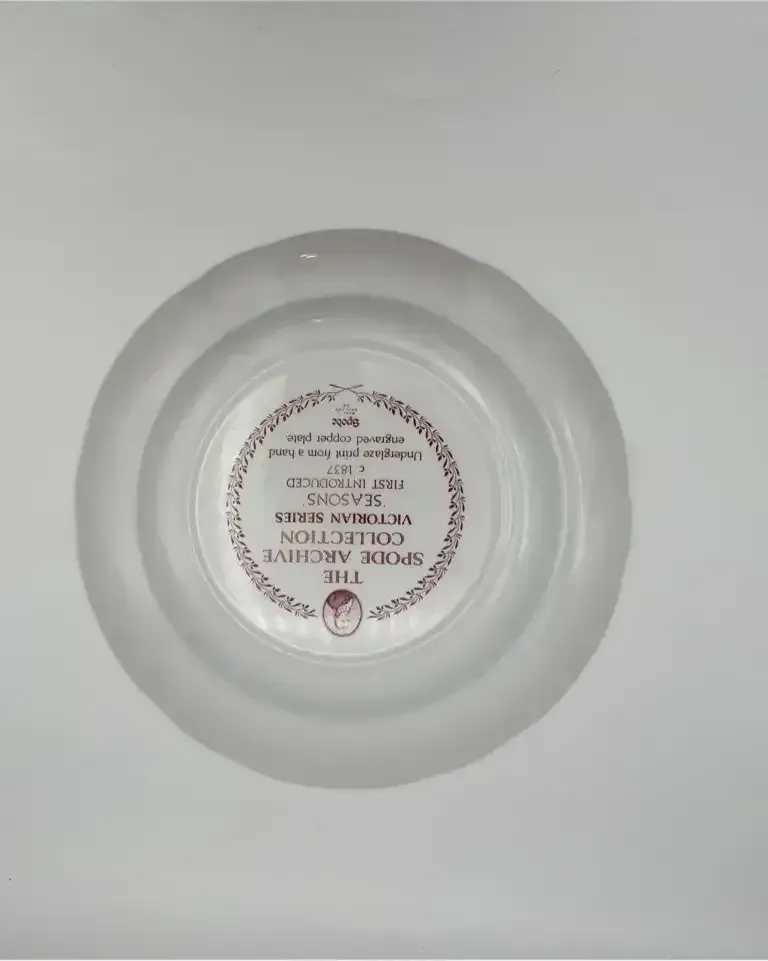 THE
SPODE ARCHIVE
COLLECTION
VICTORIAN SERIES
'SEASONS'
FIRST INTRODUCED
c 1837
Underglaze print from a hand
engraved copper plate.
Spode